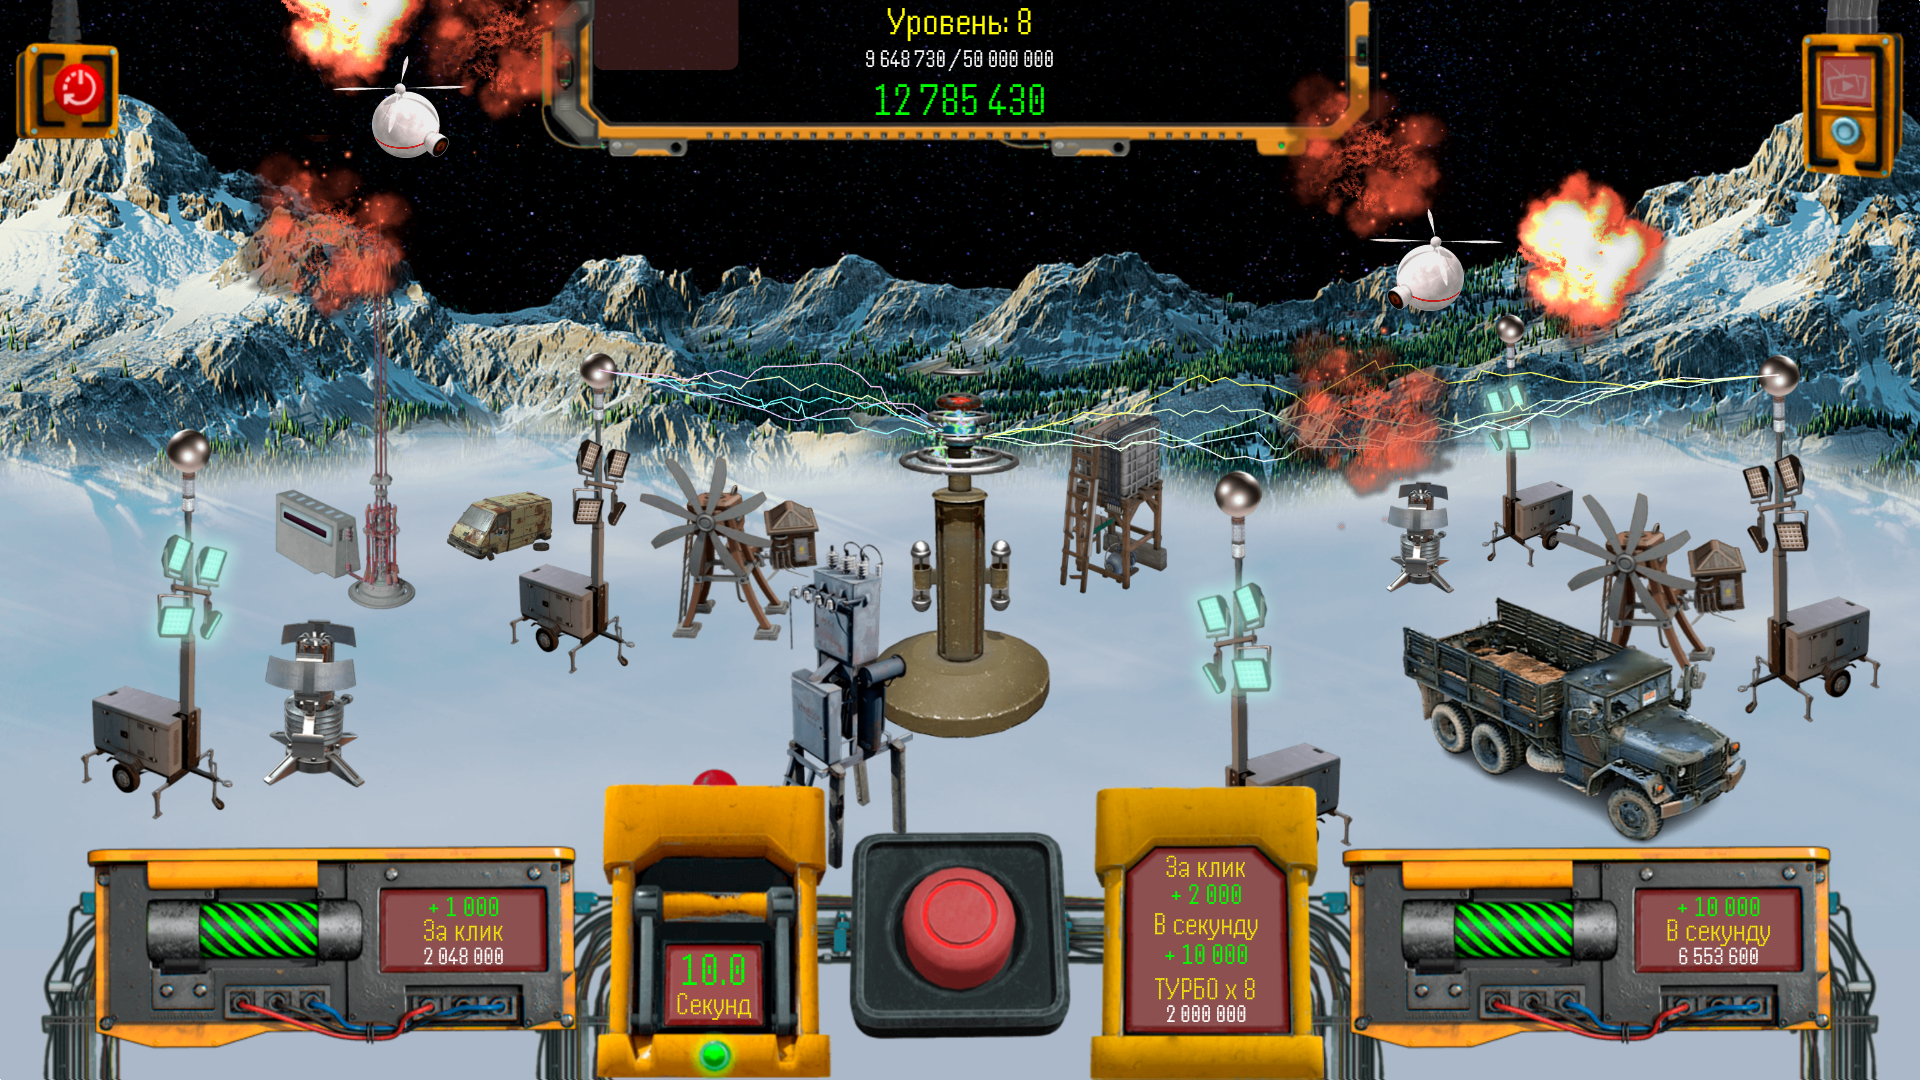 Уровень: 8
9 648 730/50 000 000
12 785 430
+ 1 000
За клик
2 048 000
10.0
Секунд
За клик
+ 2 000
В секунду
+ 10 000
ТУРБО х 8
2 000 000
+ 10 000
В секунду
6 553 600